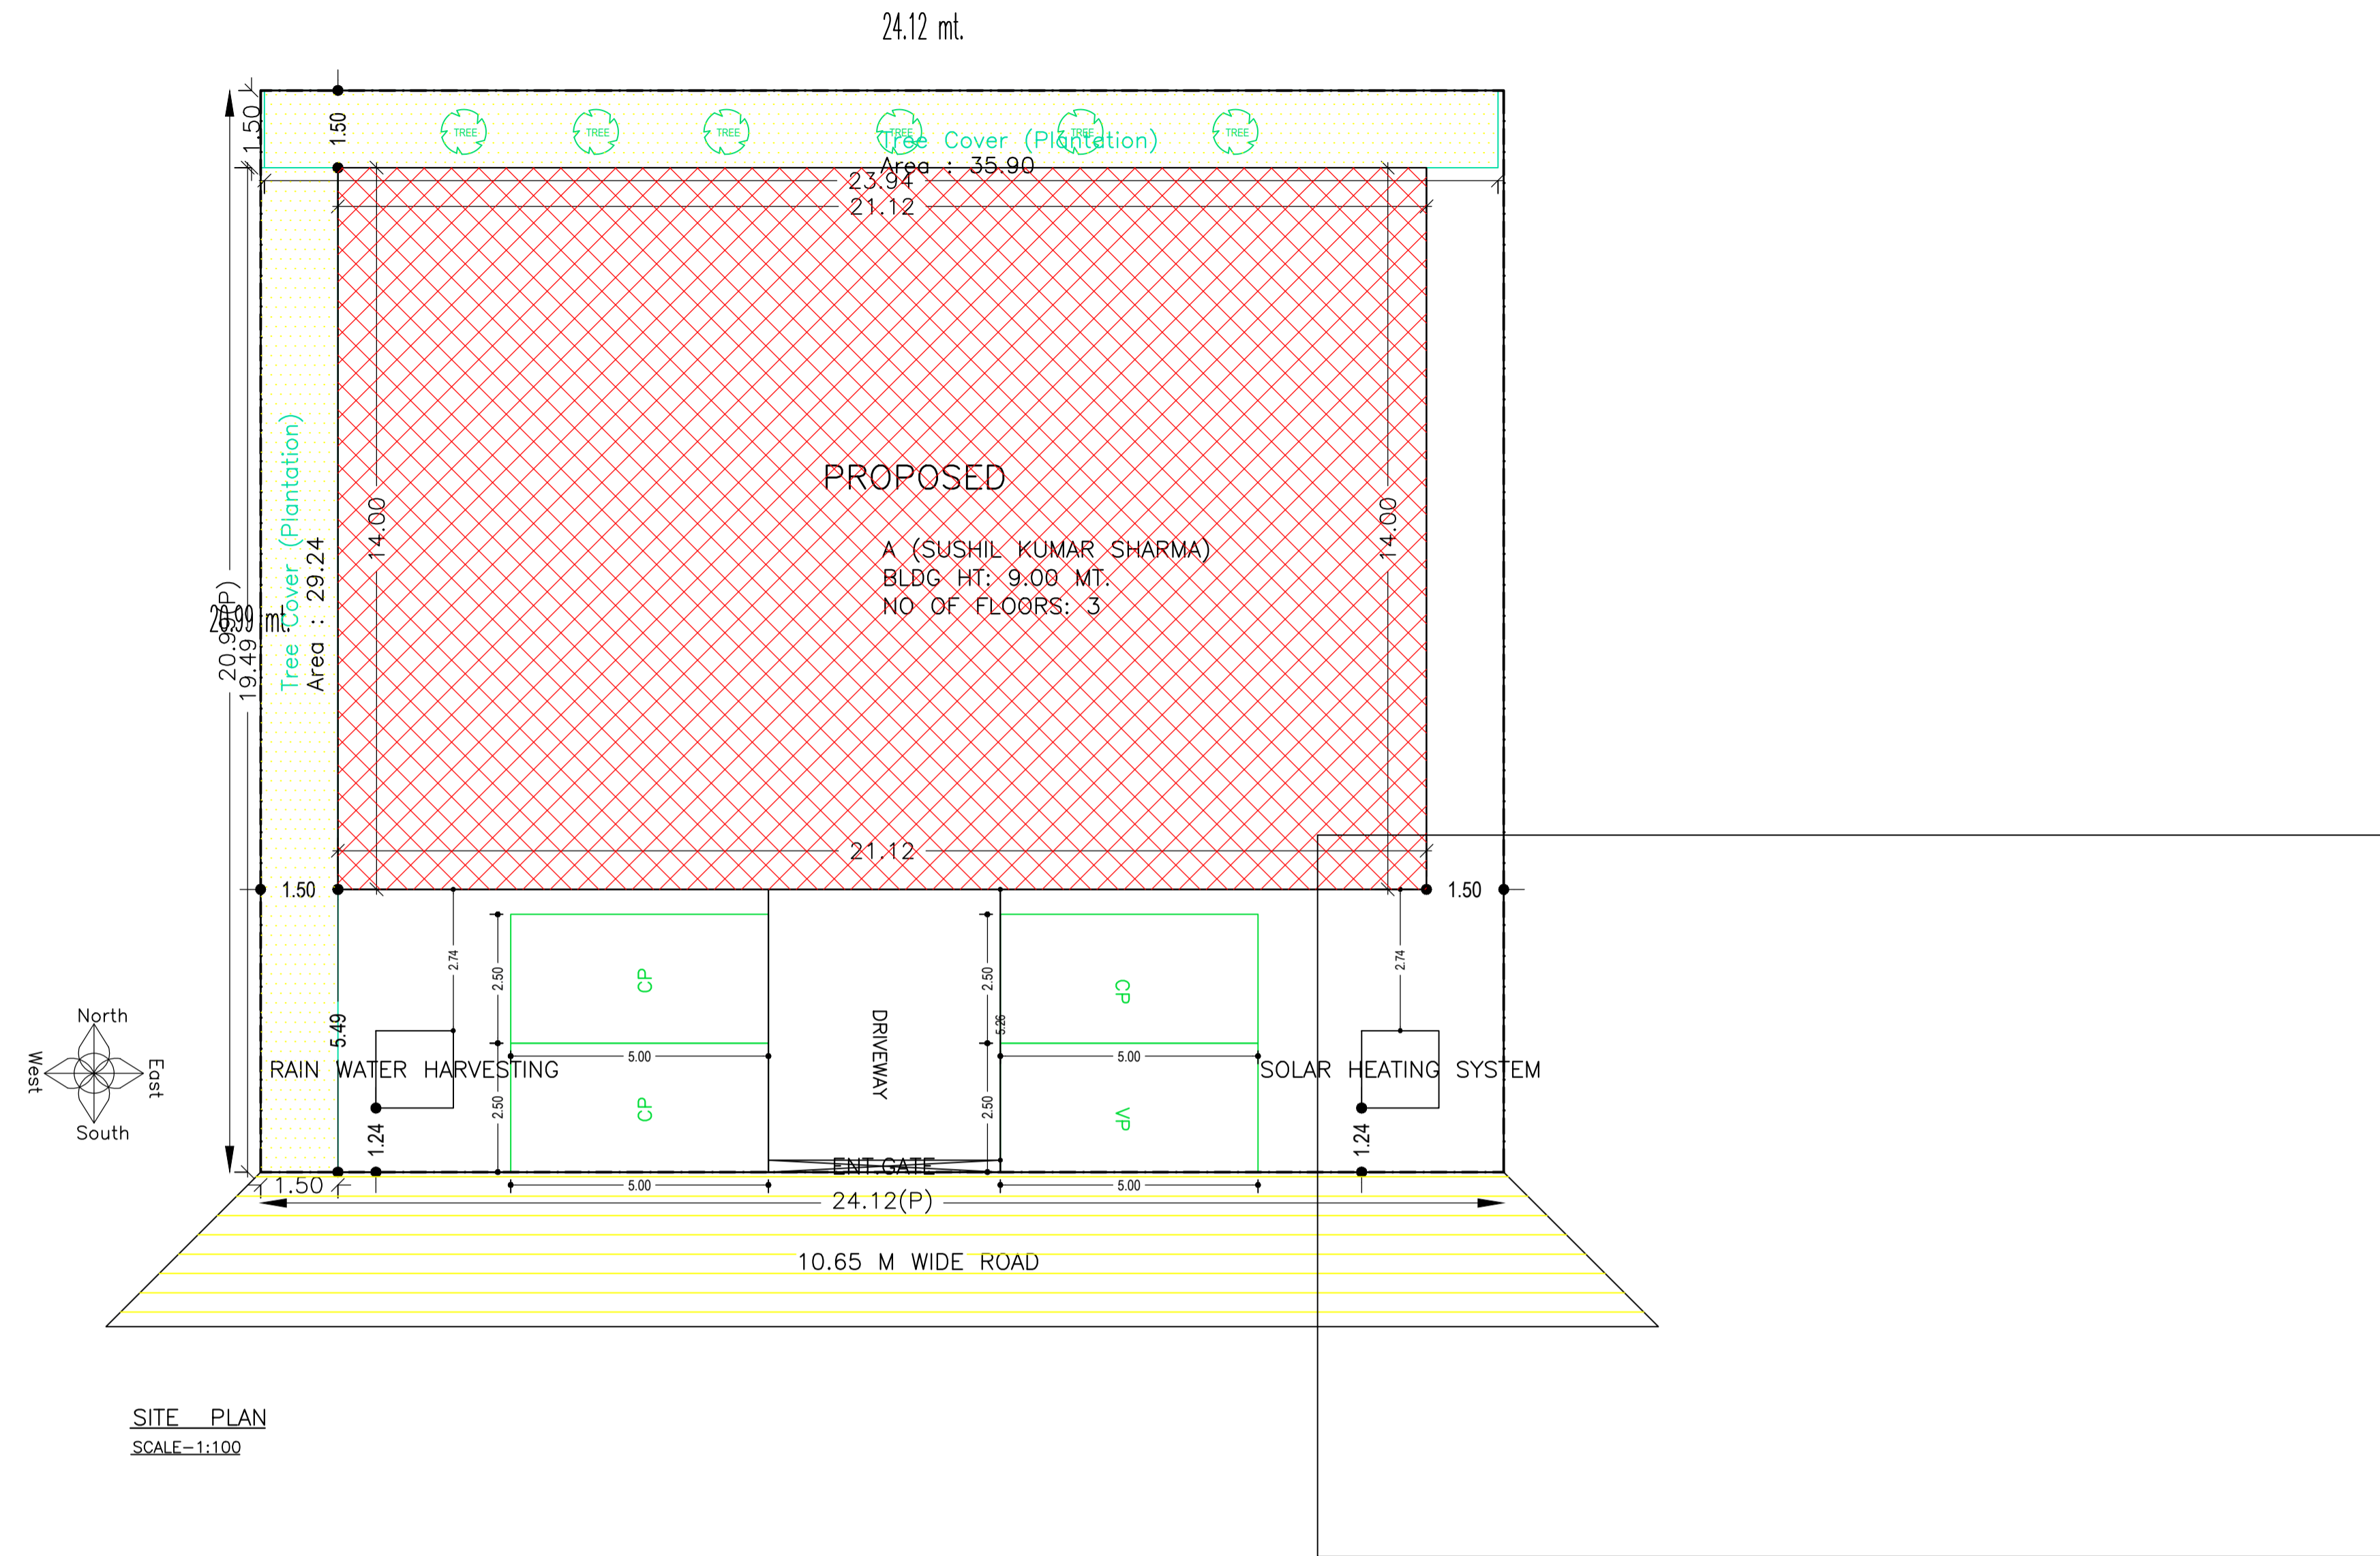 24.12 mt.
1.50
1.50
TREE
TREE
TREE
TREE
TREE
TREE
Tree Cover (Plantation)
Area : 35.90
23.94
21.12
PROPOSED
14.00
14.00
A (SUSHIL KUMAR SHARMA)
BLDG HT: 9.00 MT.
NO OF FLOORS: 3
Tree Cover (Plantation)
Area : 29.24
20.99(P)
20.99 mt.
19.49
21.12
1.50
1.50
2.74
2.50
CP
2.50
CP
2.74
5.49
5.26
DRIVEWAY
North
West
East
South
5.00
5.00
RAIN WATER HARVESTING
SOLAR HEATING SYSTEM
2.50
CP
2.50
VP
1.24
1.24
ENT.GATE
1.50
5.00
5.00
24.12(P)
10.65 M WIDE ROAD
SITE PLAN
SCALE-1:100